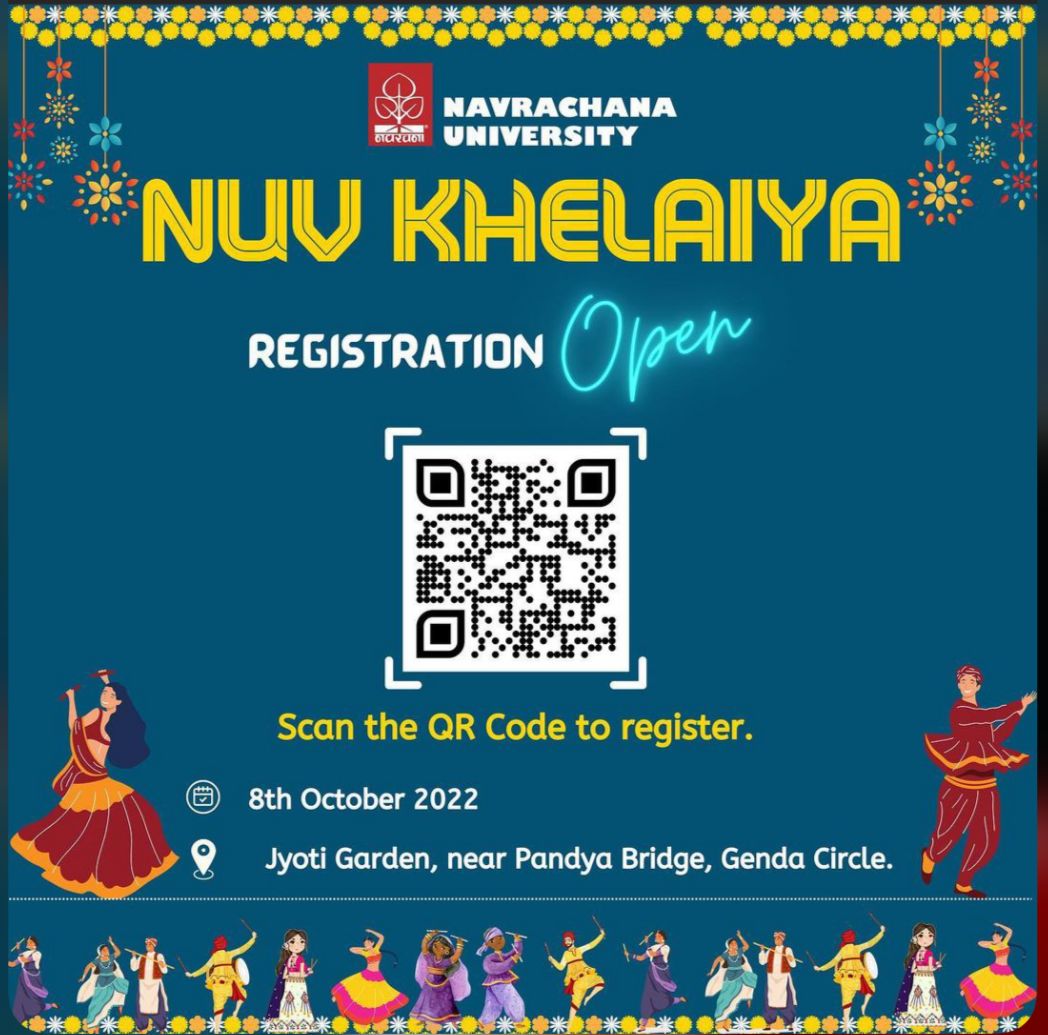 नवरचना
NAVRACHANA
UNIVERSITY
NUV KHELAIYA
REGISTRATION Open
Scan the QR Code to register.
8th October 2022
Jyoti Garden, near Pandya Bridge, Genda Circle.